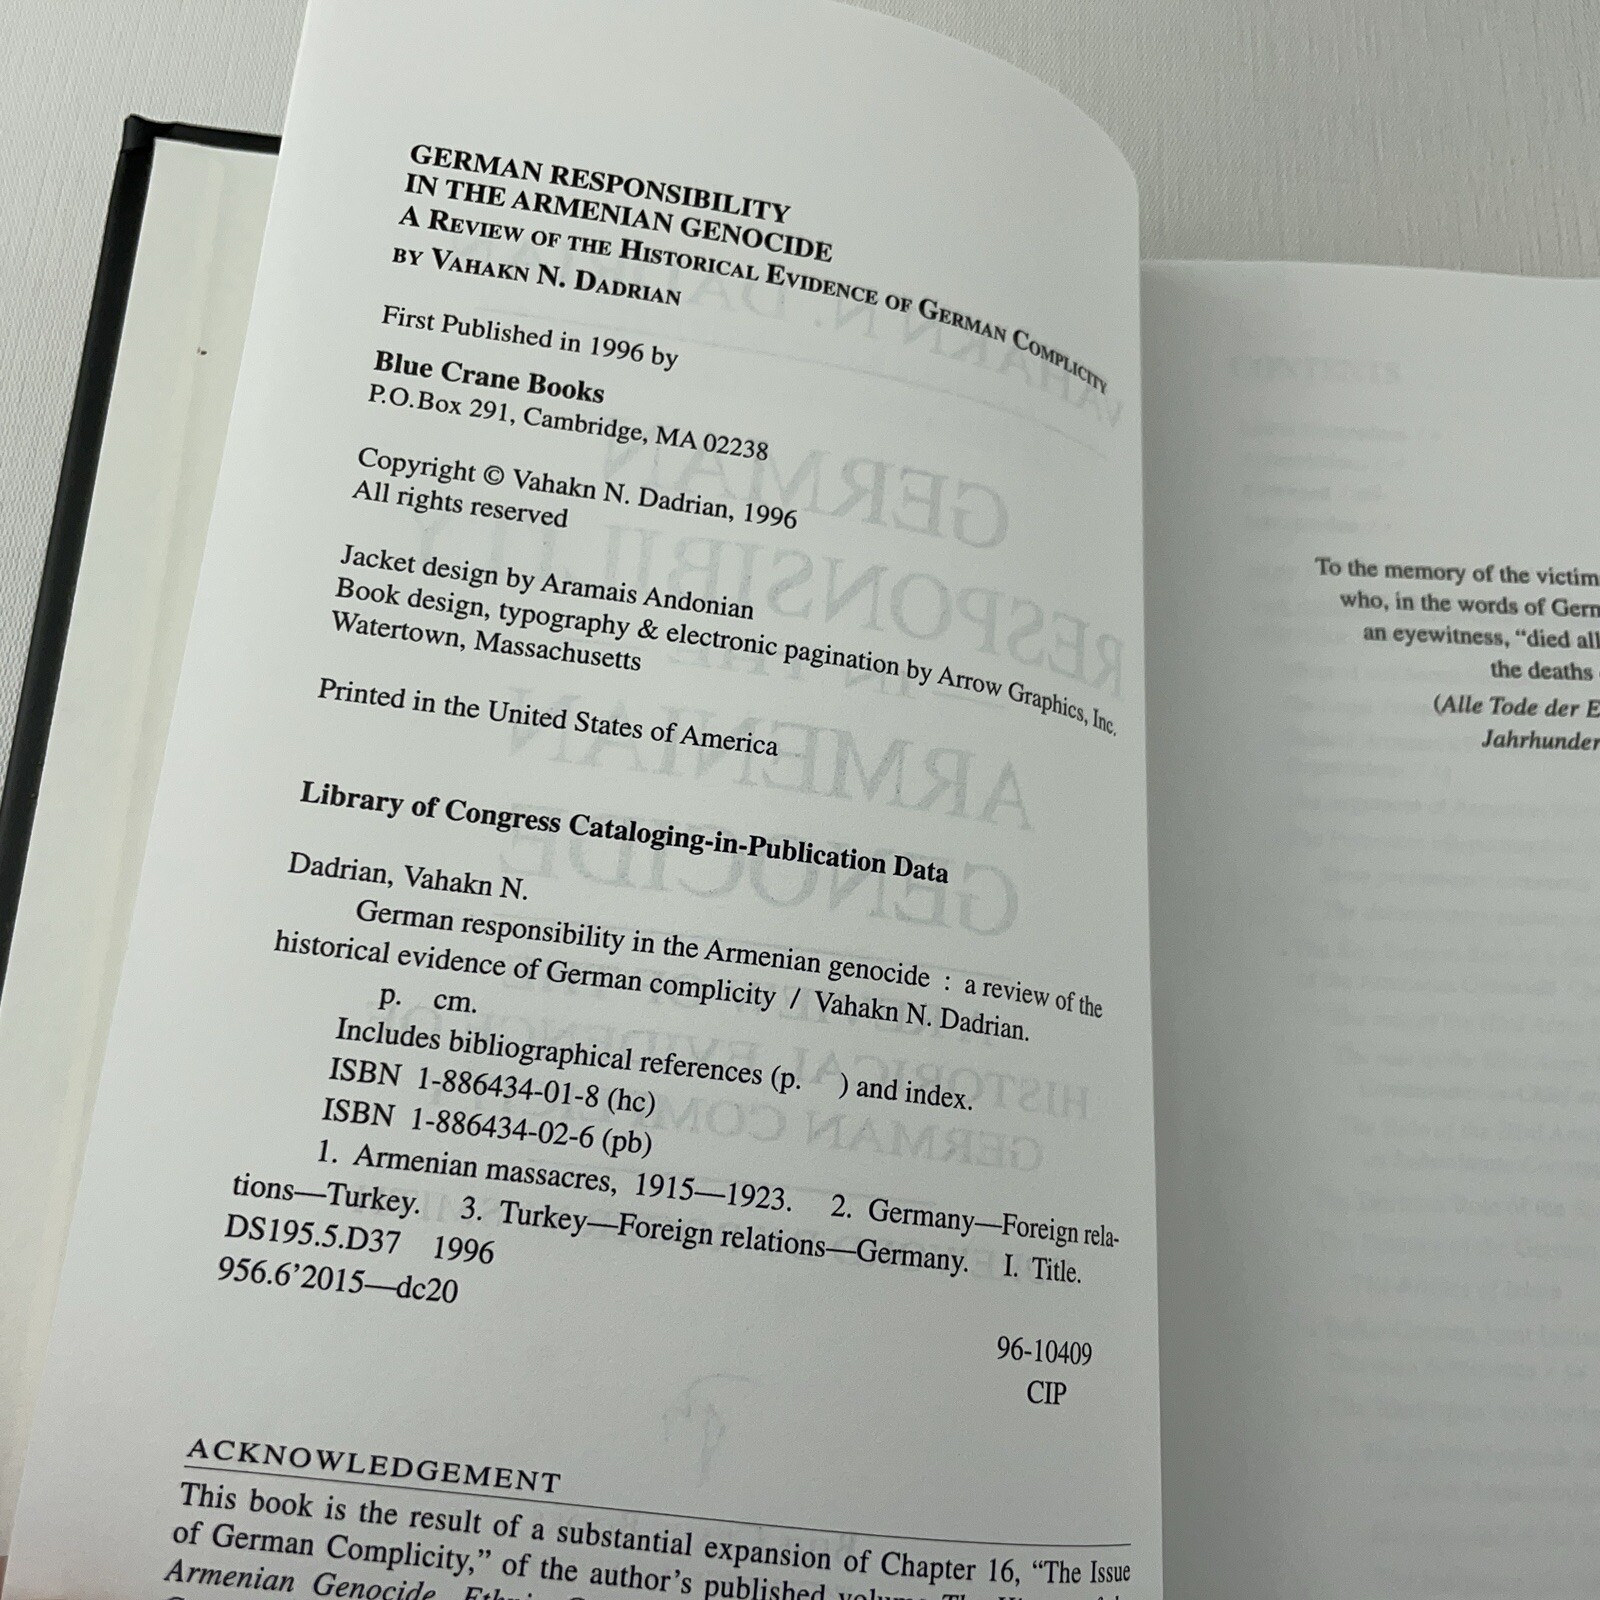 GERMAN RESPONSIBILITY
IN THE ARMENIAN GENOCIDE
A REVIEW OF THE HISTORICAL EVIDENCE OF GERMAN COMPLICITY
BY VAHAKN N. DADRIAN
First Published in 1996 by
Blue Crane Books
P.O.Box 291, Cambridge, MA 02238
Copyright © Vahakn N. Dadrian, 1996
All rights reserved
Jacket design by Aramais Andonian
Book design, typography & electronic pagination by Arrow Graphics, Inc.
Watertown, Massachusetts
Printed in the United States of America
Library of Congress Cataloging-in-Publication Data
Dadrian, Vahakn N.
German responsibility in the Armenian genocide : a review of the
historical evidence of German complicity / Vahakn N. Dadrian.
p. cm.
Includes bibliographical references (p. ) and index.
ISBN 1-886434-01-8 (hc)
ISBN 1-886434-02-6 (pb)
1. Armenian massacres, 1915—1923. 2. Germany—Foreign rela-
tions—Turkey. 3. Turkey—Foreign relations—Germany. I. Title.
DS195.5.D37 1996
956.6’2015—dc20
96-10409
CIP
ACKNOWLEDGEMENT
This book is the result of a substantial expansion of Chapter 16, “The Issue
of German Complicity,” of the author’s published volume
Armenian Genocide
To the memory of the victim
who, in the words of Germ
an eyewitness, “died all
the deaths
(Alle Tode der E
Jahrhunder